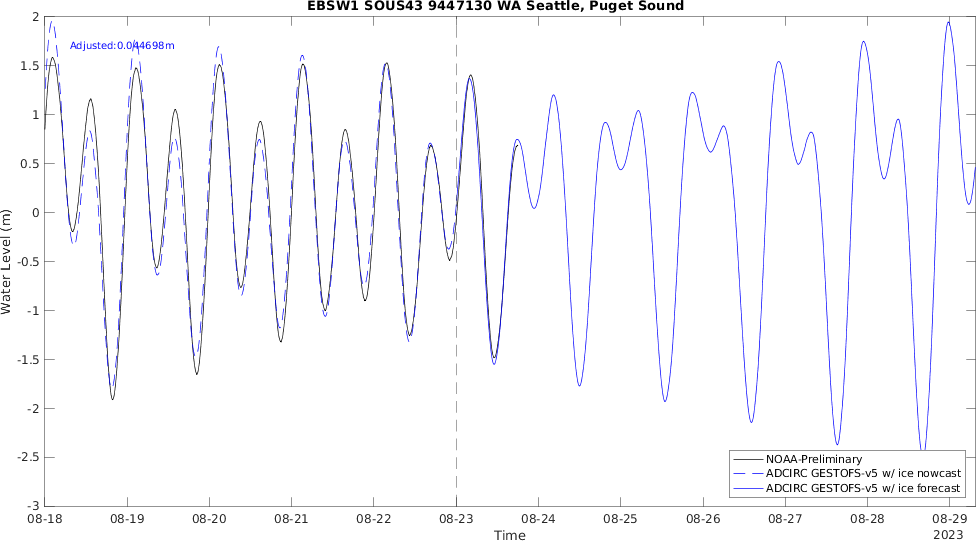 EBSW1 SOUS43 9447130 WA Seattle, Puget Sound
Adjusted:0.044698m
Water Level (m)
2
1.5
1
0.5
0
-0.5
-1
-1.5
-2
-2.5
-3
NOAA-Preliminary
ADCIRC GESTOFS-v5 w/ ice nowcast
ADCIRC GESTOFS-v5 w/ ice forecast
08-18 08-19 08-20 08-21 08-22 08-23 08-24 08-25 08-26 08-27 08-28 08-29
Time
2023